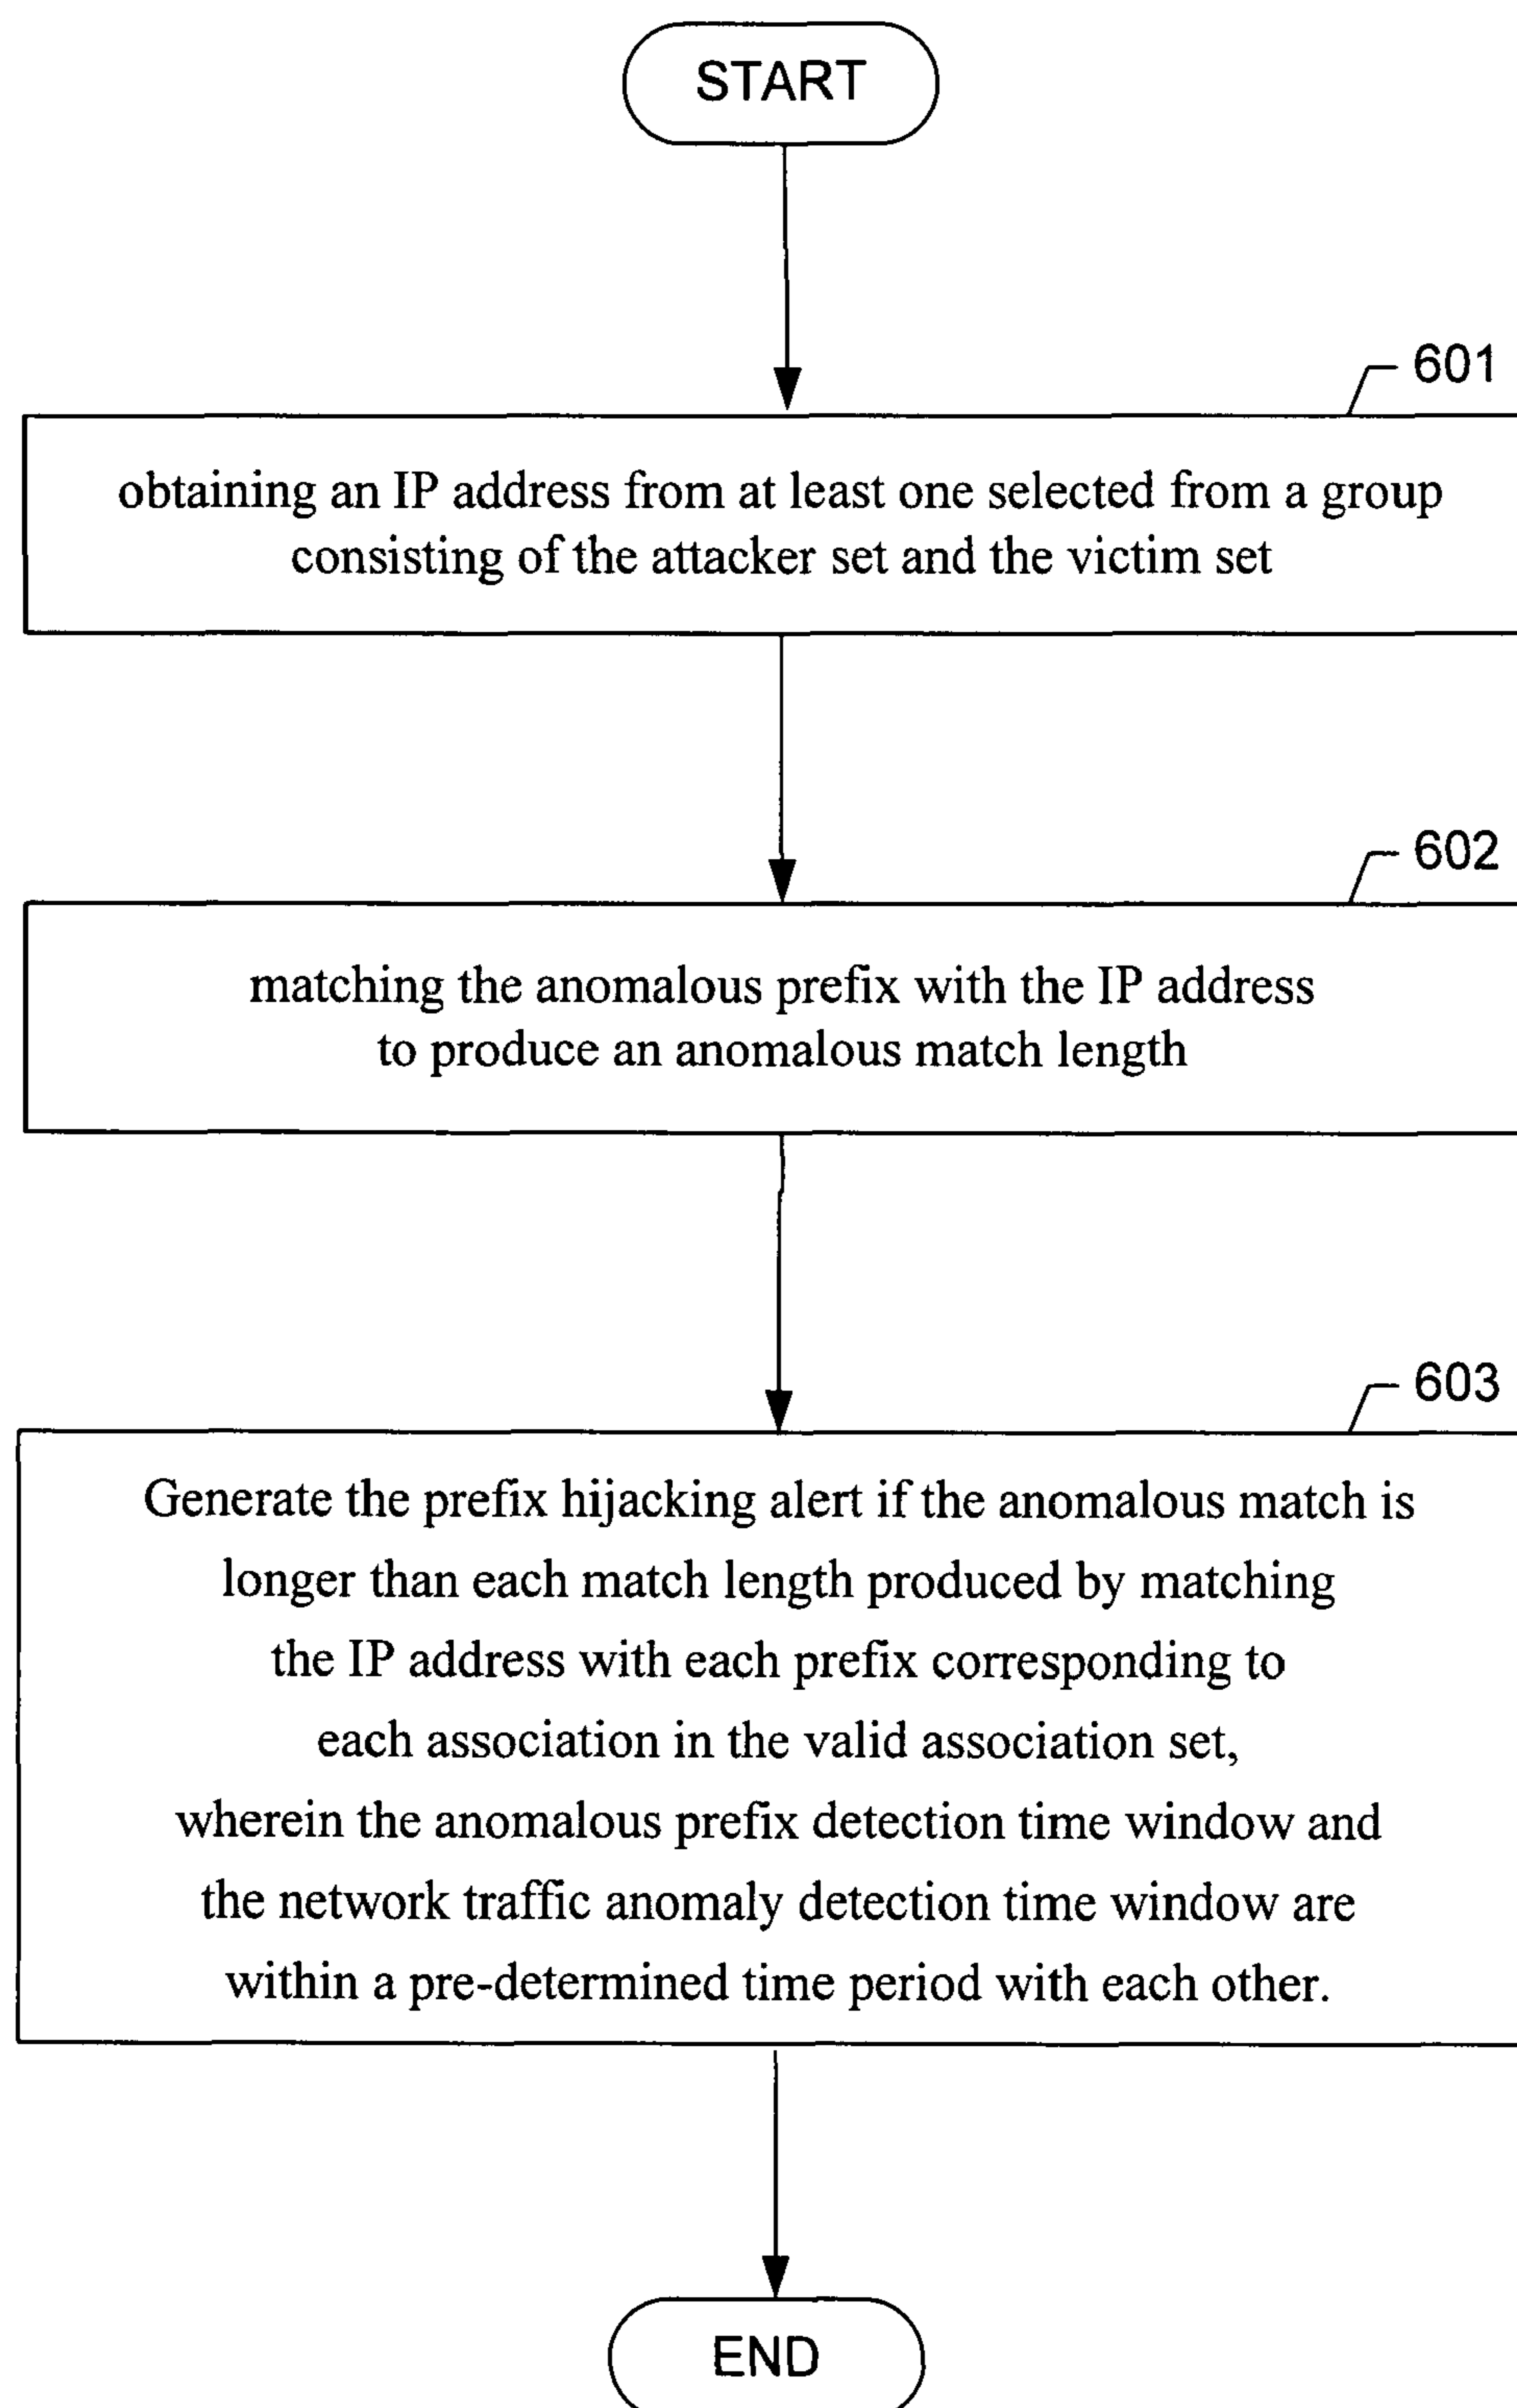 START
601
obtaining an IP address from at least one selected from a group
consisting of the attacker set and the victim set
602
matching the anomalous prefix with the IP address
to produce an anomalous match length
603
Generate the prefix hijacking alert if the anomalous match is
longer than each match length produced by matching
the IP address with each prefix corresponding to
each association in the valid association set,
wherein the anomalous prefix detection time window and
the network traffic anomaly detection time window are
within a pre-determined time period with each other.
END